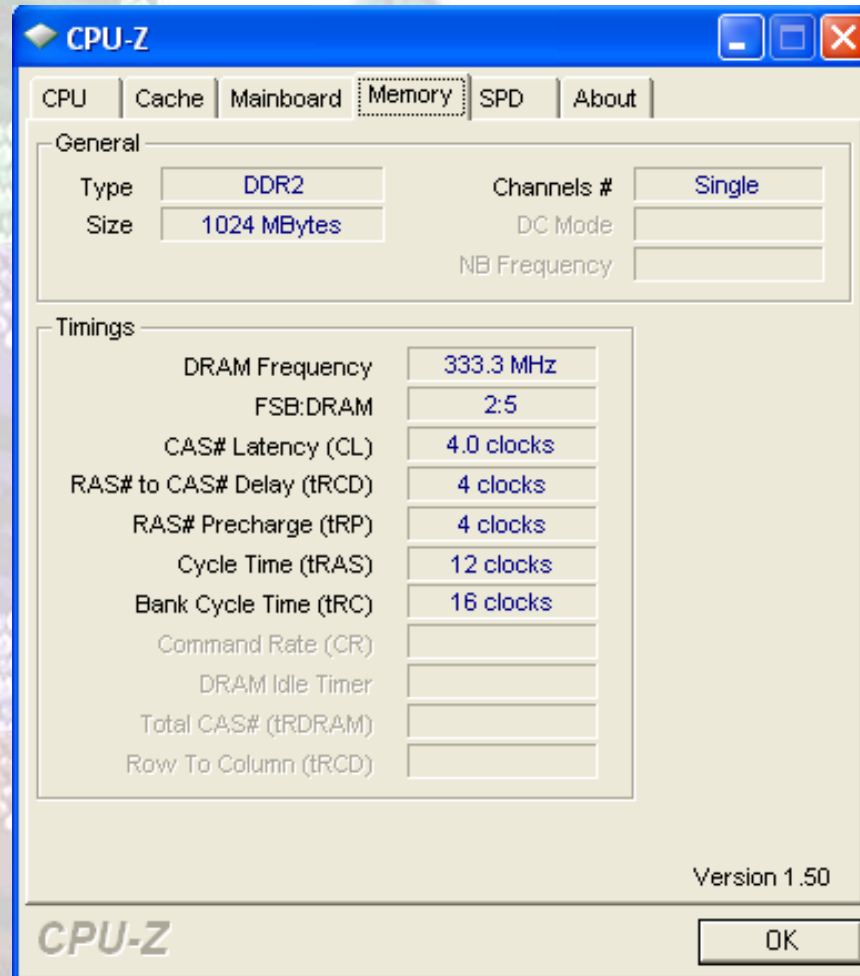 CPU-Z
CPU Cache Mainboard Memory SPD About
General
Type DDR2 Channels # Single
Size 1024 MBytes DC Mode
NB Frequency
Timings
DRAM Frequency 333.3 MHz
FSB:DRAM 2:5
CAS# Latency (CL) 4.0 clocks
RAS# to CAS# Delay (tRCD) 4 clocks
RAS# Precharge (tRP) 4 clocks
Cycle Time (tRAS) 12 clocks
Bank Cycle Time (tRC) 16 clocks
Command Rate (CR)
DRAM Idle Timer
Total CAS# (tRDRAM)
Row To Column (tRCD)
Version 1.50
CPU-Z OK